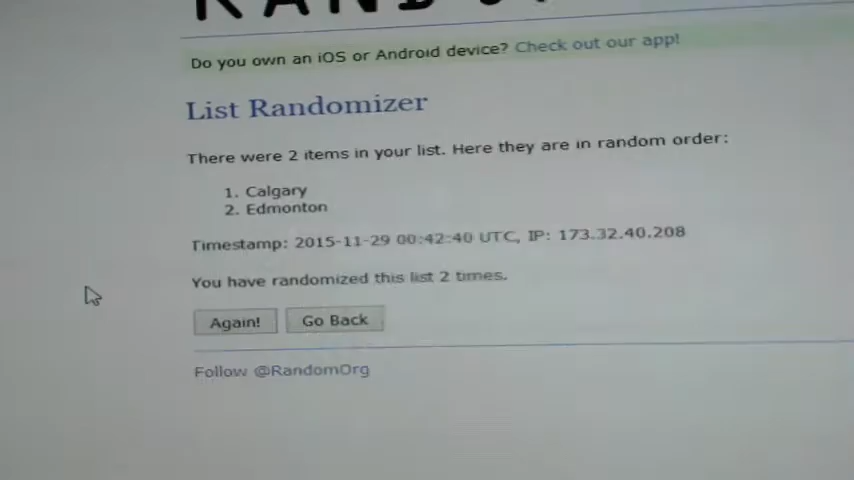 Do you own an iOS or Android device? Check out our app!
List Randomizer
There were 2 items in your list. Here they are in random order:
1. Calgary
2. Edmonton
Timestamp: 2015-11-29 00:42:40 UTC, IP: 173.32.40.208
You have randomized this list 2 times.
Again! Go Back
Follow @RandomOrg